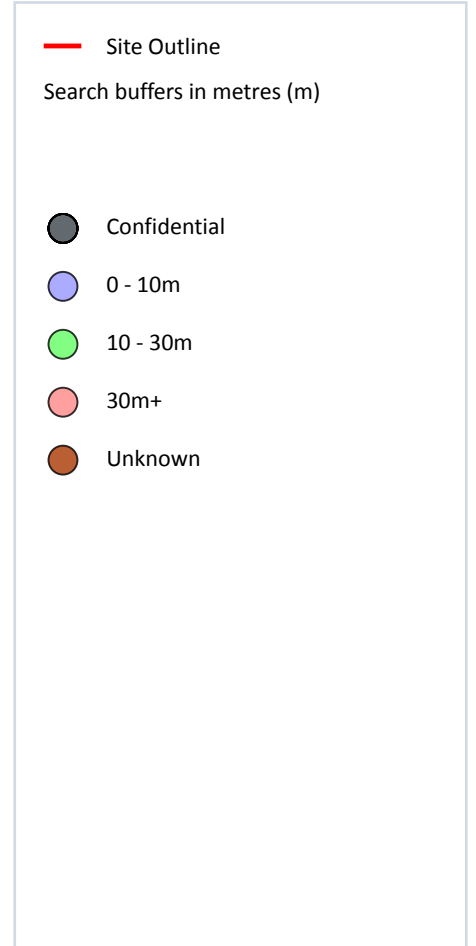 Site Outline
Search buffers in metres (m)
Confidential
0 - 10m
10 - 30m
30m+
Unknown